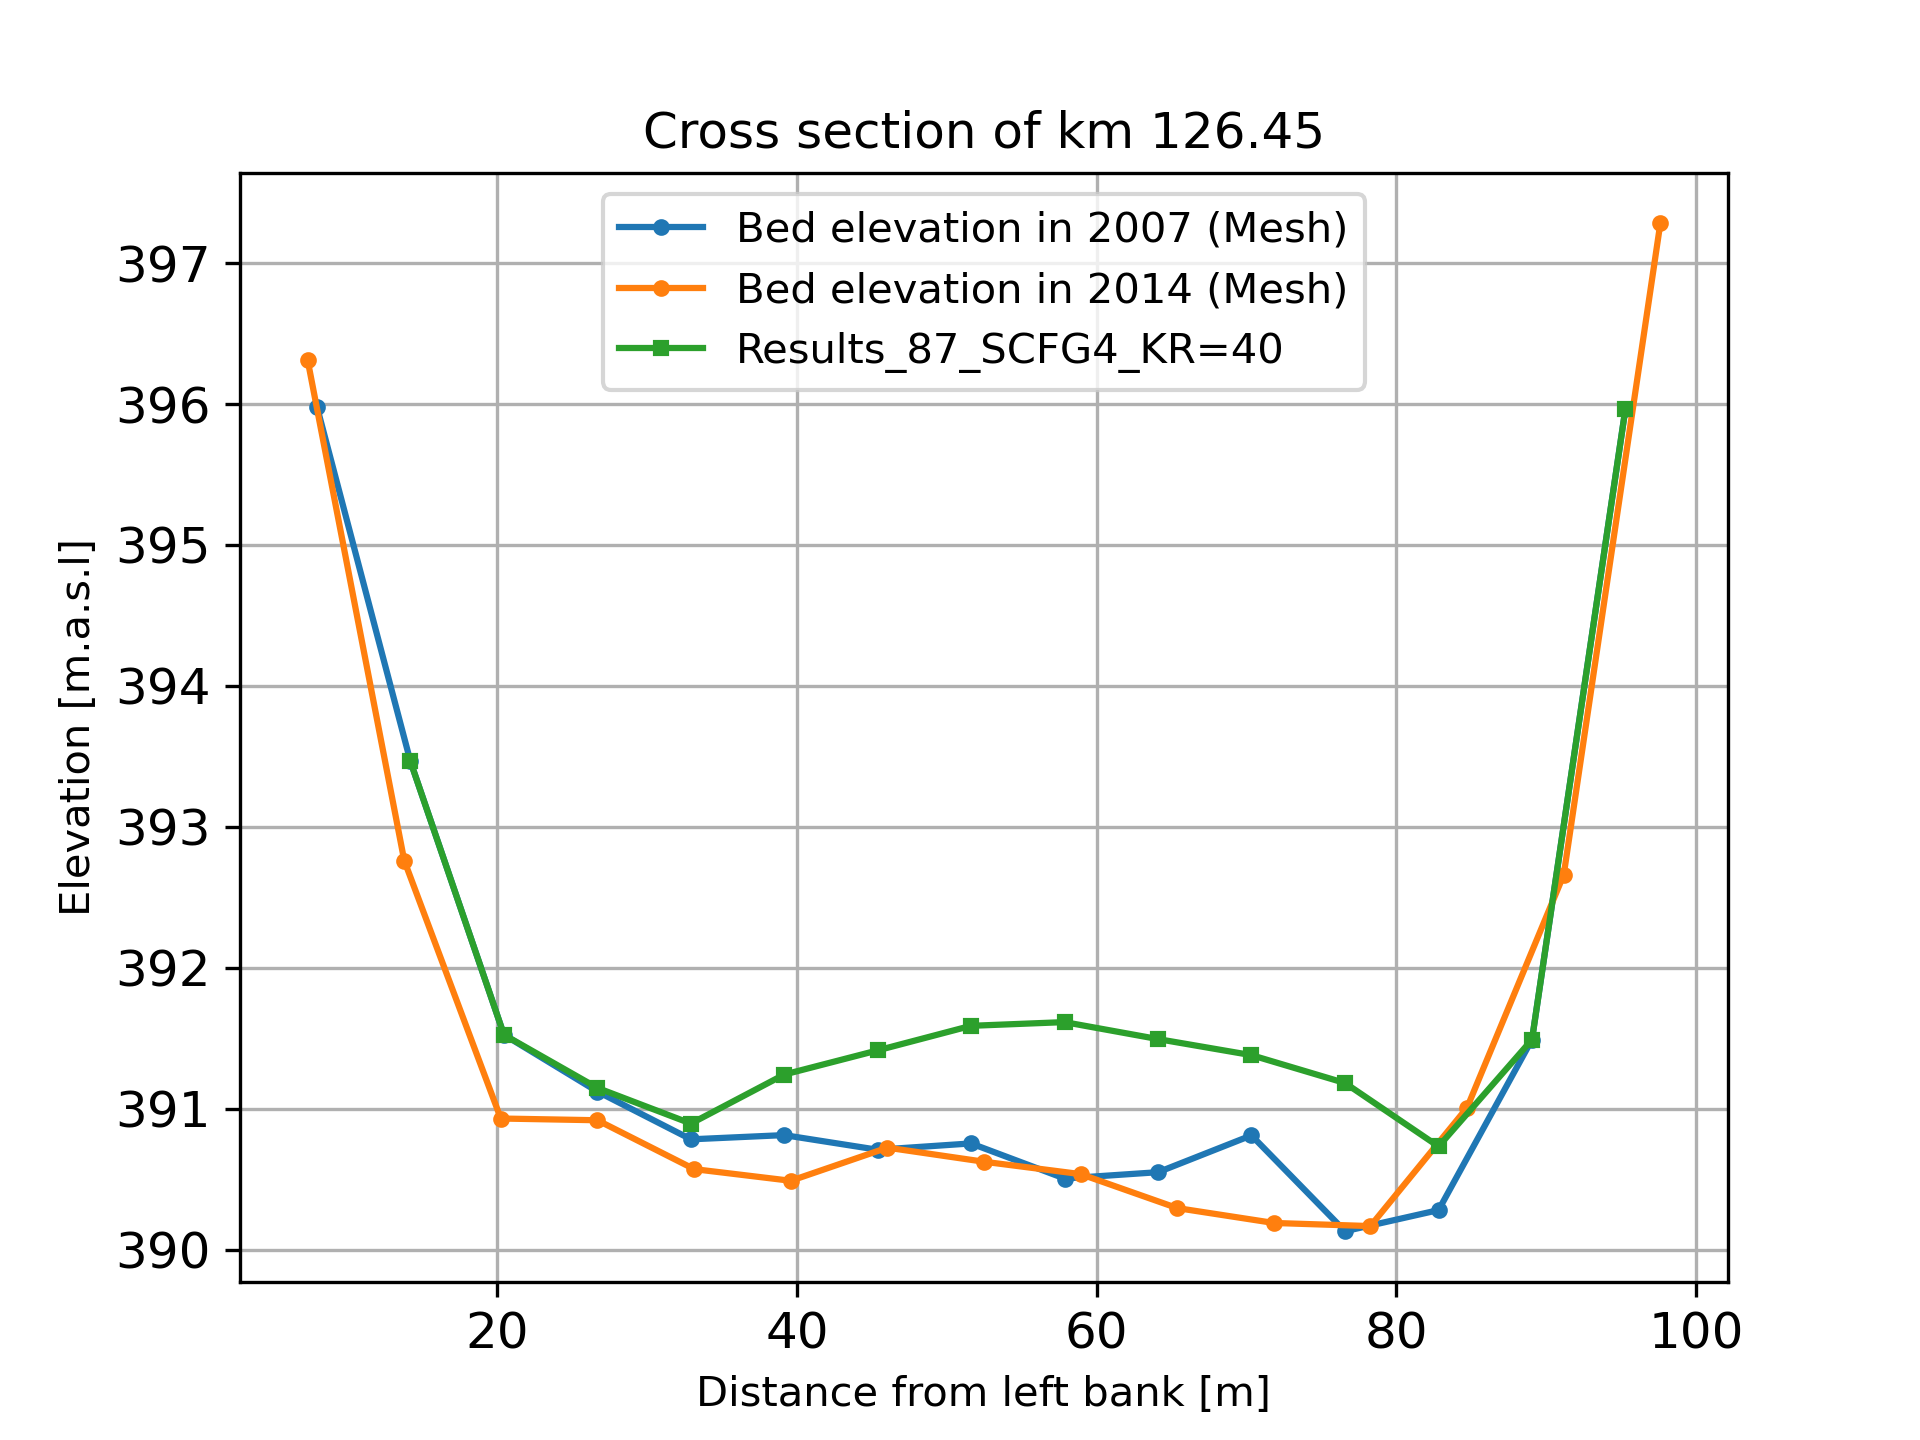 Cross section of km 126.45
Bed elevation in 2007 (Mesh)
Bed elevation in 2014 (Mesh)
Results_87_SCFG4_KR=40
397
396
395
394
393
392
391
390
Elevation [m.a.s.l]
20 40 60 80 100
Distance from left bank [m]